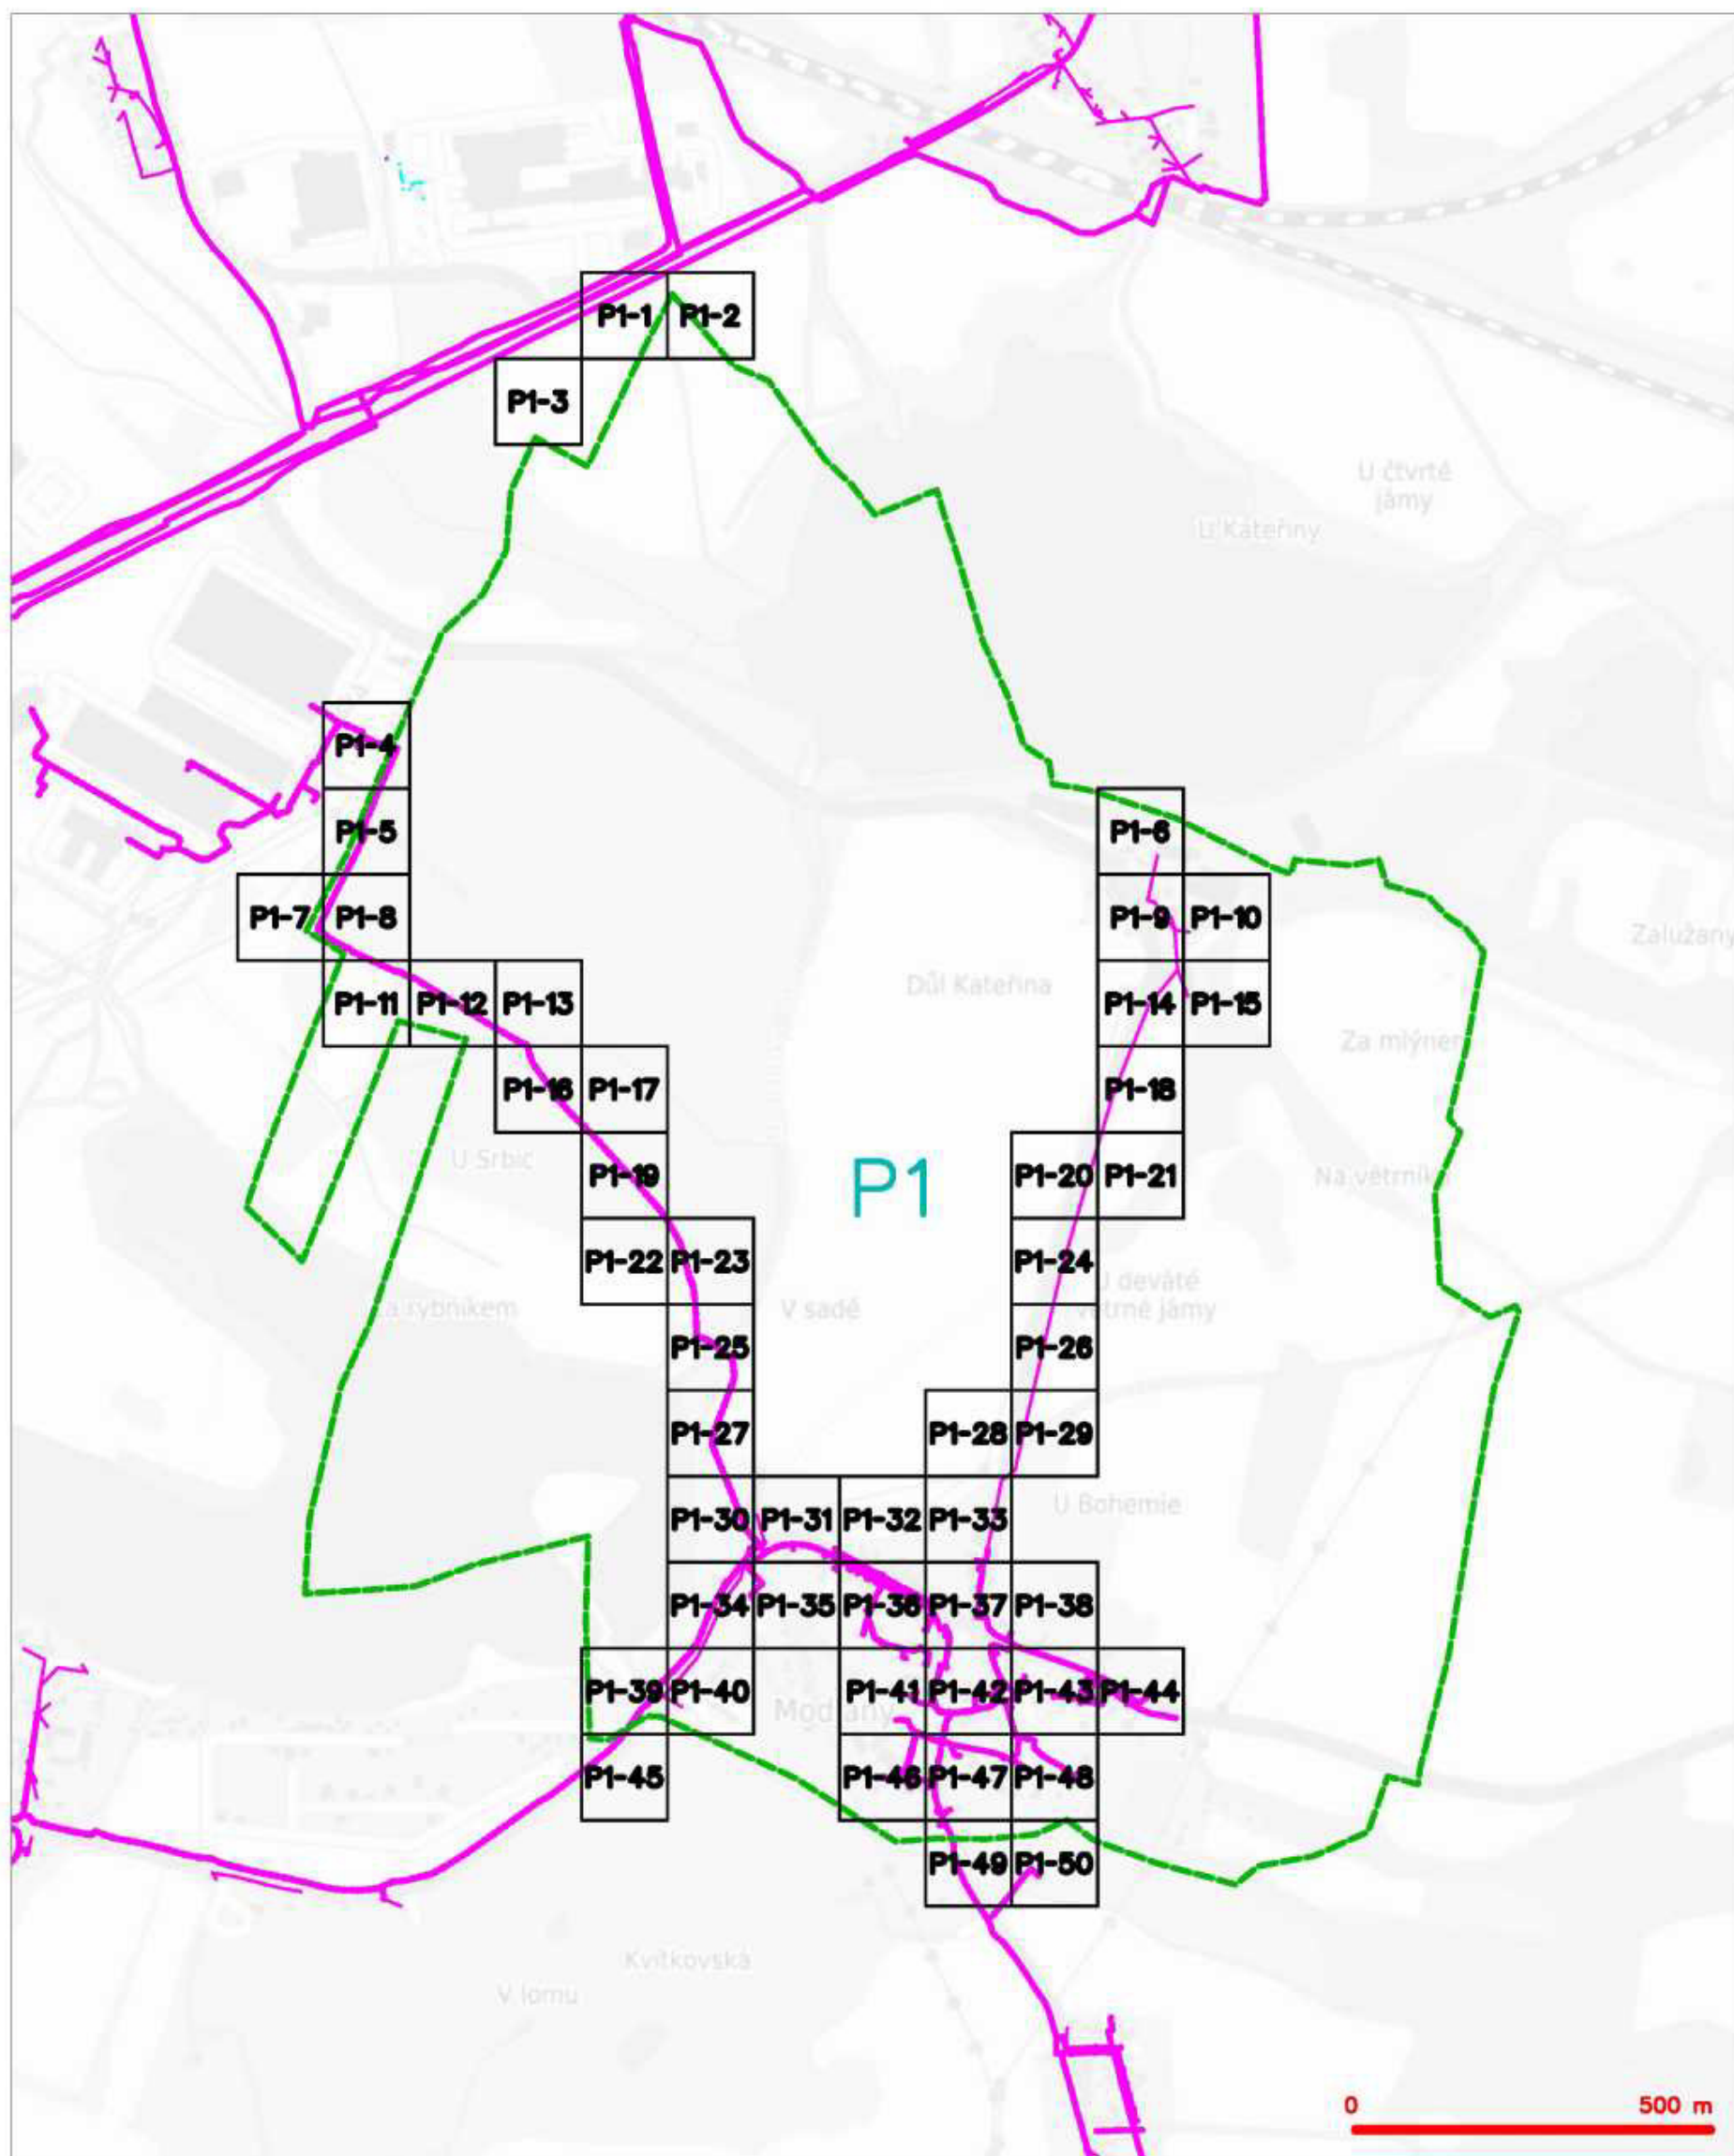 P1-1 P1-2
P1-3
U čtvrté
jámy
U Kateřiny
P1-4
P1-5
P1-6
P1-7 P1-8
P1-9 P1-10
Zalužany
Důl Kateřina
P1-11 P1-12 P1-13
P1-14 P1-15
Za mlýnem
P1-16 P1-17
P1-18
U Srbic
P1-19
P1
P1-20 P1-21
Na větrníku
P1-22 P1-23
P1-24
Za rybníkem
V sadě
U deváté
větrné jámy
P1-25
P1-26
P1-27
P1-28 P1-29
U Bohemie
P1-30 P1-31 P1-32 P1-33
P1-34 P1-35 P1-36 P1-37 P1-38
P1-39 P1-40
P1-41 P1-42 P1-43 P1-44
Modlany
P1-45
P1-46 P1-47 P1-48
P1-49 P1-50
Kvítkovská
V lomu
0 500 m